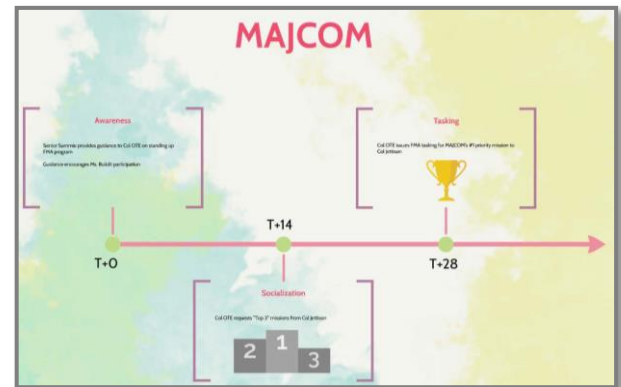 MAJCOM
Awareness
Senior Sammie provides guidance to Col OTE on standing up
FMA program
Guidance encourages Ms. participation
T+0
T+14
Socialization
Col OTE requests "Top 3" missions from Col Jettison
2 1 3
Tasking
Col OTE issues FMA tasking for MAJCOM's #1 priority mission to
Col Jettison
T+28